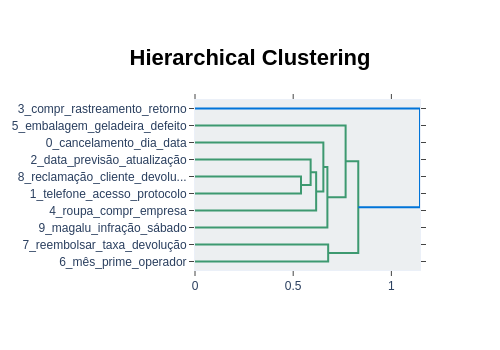 Hierarchical Clustering
3_compr_rastreamento_retorno
5_embalagem_geladeira_defeito
0_cancelamento_dia_data
2_data_previsão_atualização
8_reclamação_cliente_devolu...
1_telefone_acesso_protocolo
4_roupa_compr_empresa
9_magalu_infração_sábado
7_reembolsar_taxa_devolução
6_mês_prime_operador
0 0.5 1